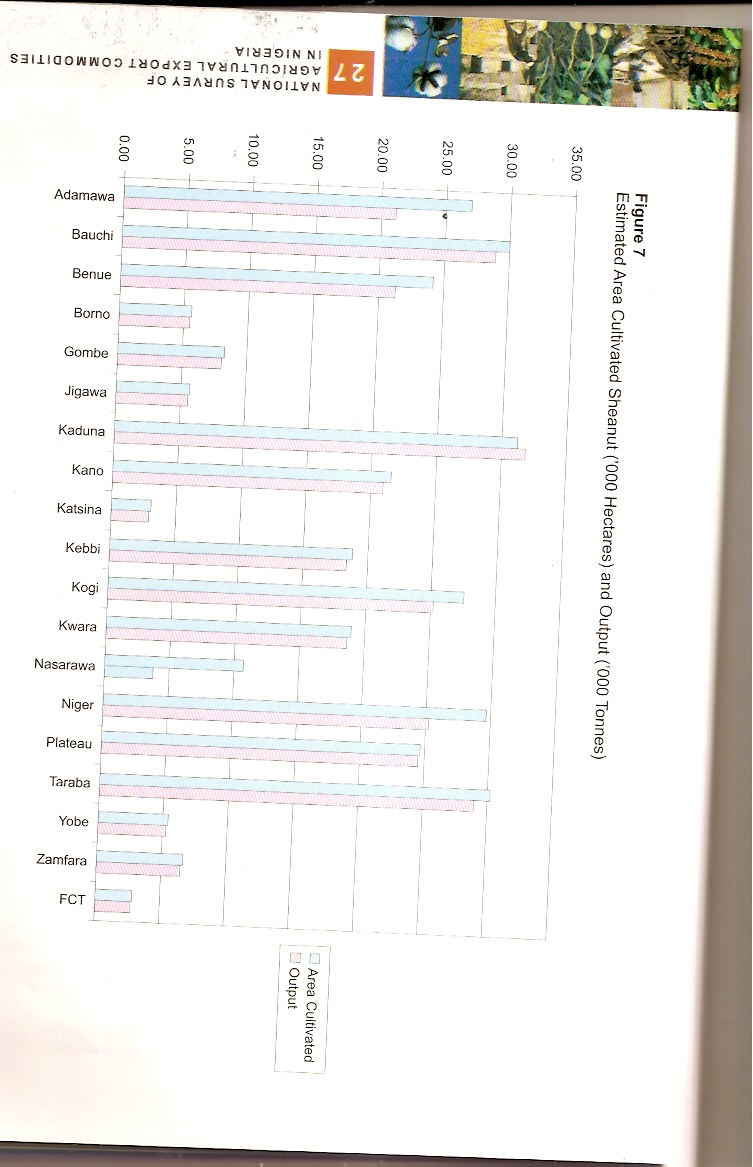 Figure 7
Estimated Area Cultivated Sheanut ('000 Hectares) and Output ('000 Tonnes)
35.00
30.00
25.00
20.00
15.00
10.00
5.00
0.00
Adamawa
Bauchi
Benue
Borno
Gombe
Jigawa
Kaduna
Kano
Katsina
Kebbi
Kogi
Kwara
Nasarawa
Niger
Plateau
Taraba
Yobe
Zamfara
FCT
Area Cultivated
Output
27
NATIONAL SURVEY OF
AGRICULTURAL EXPORT COMMODITIES
IN NIGERIA